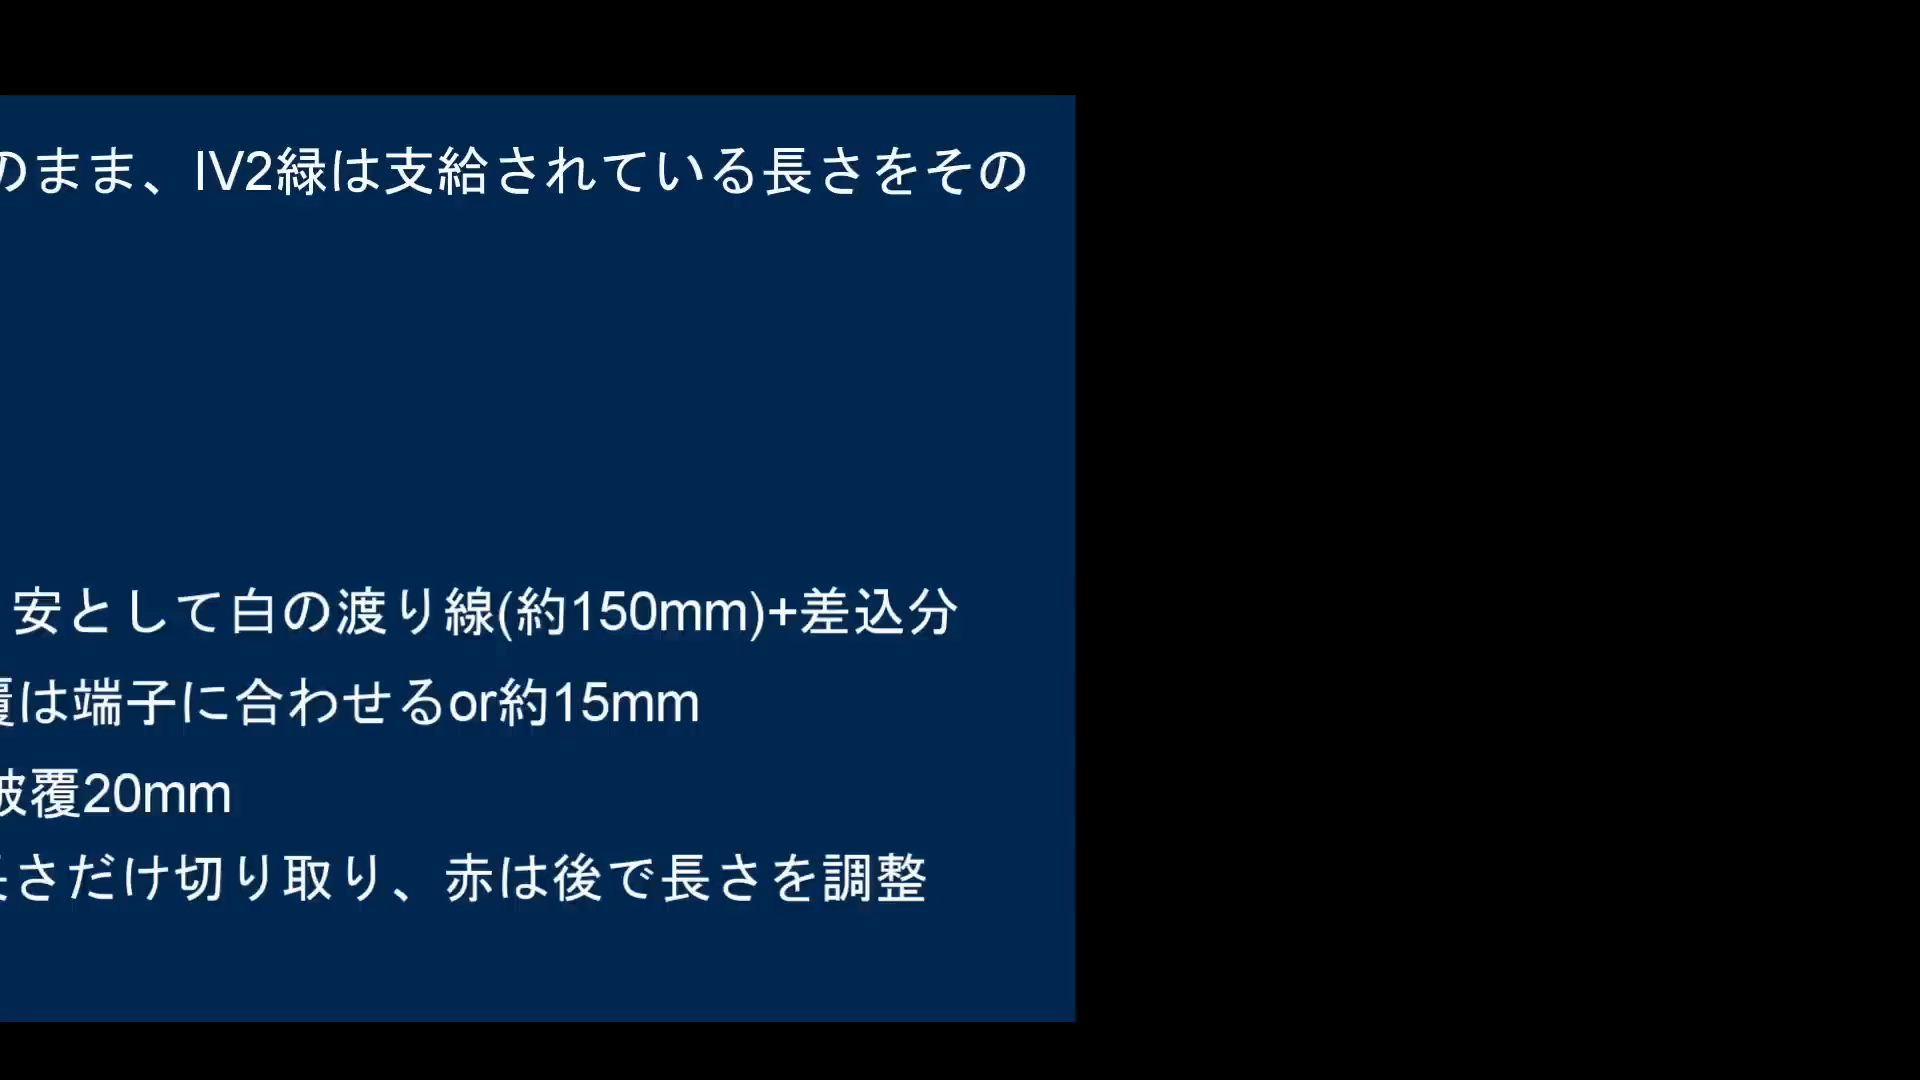 のまま、IV2緑は支給されている長さをその
安として白の渡り線(約150mm)+差込分
覆は端子に合わせるor約15mm
被覆20mm
長さだけ切り取り、赤は後で長さを調整